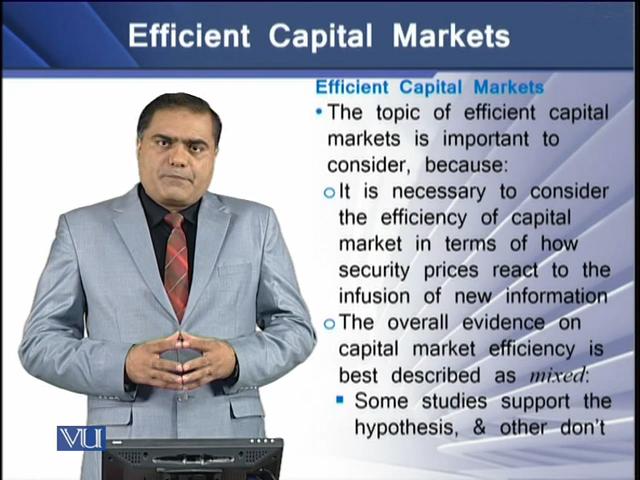 Efficient Capital Markets
Efficient Capital Markets
• The topic of efficient capital
markets is important to
consider, because:
o It is necessary to consider
the efficiency of capital
market in terms of how
security prices react to the
infusion of new information
o The overall evidence on
capital market efficiency is
best described as mixed:
▪ Some studies support the
hypothesis, & other don't
VU